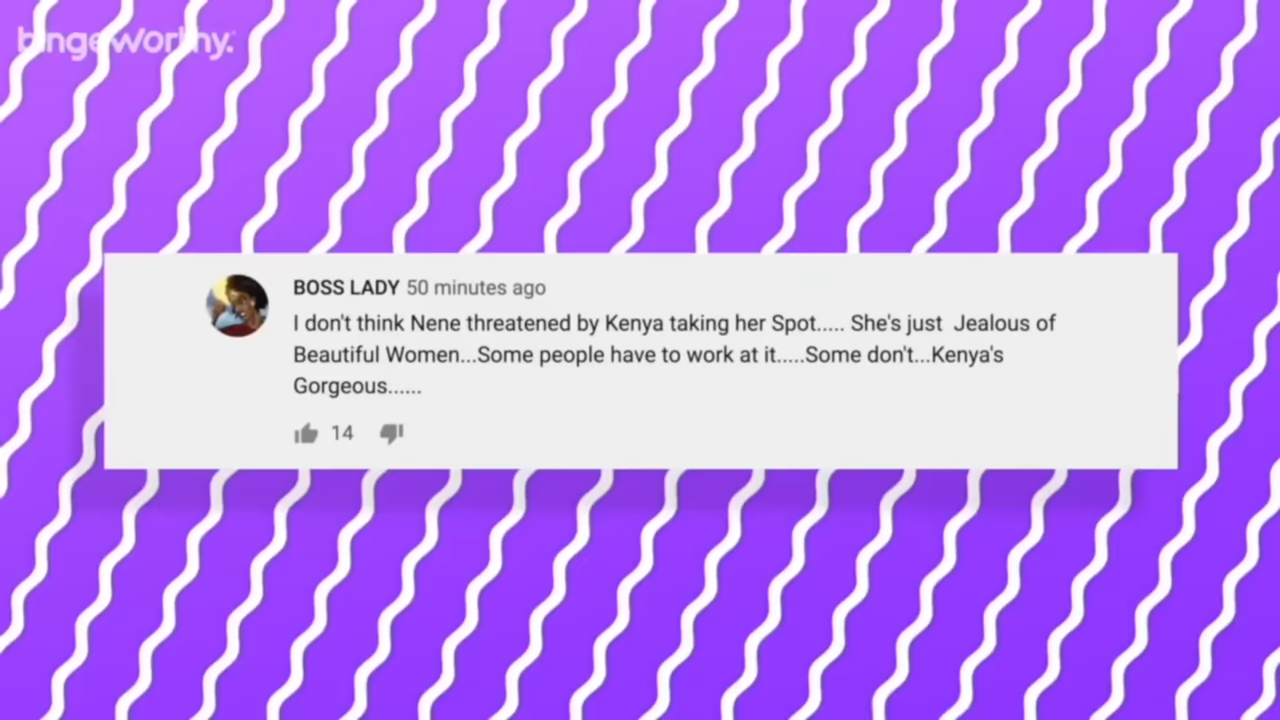 bingeworthy.
BOSS LADY 50 minutes ago
I don't think Nene threatened by Kenya taking her Spot..... She's just  Jealous of
Beautiful Women...Some people have to work at it.....Some don't...Kenya's
Gorgeous......
14